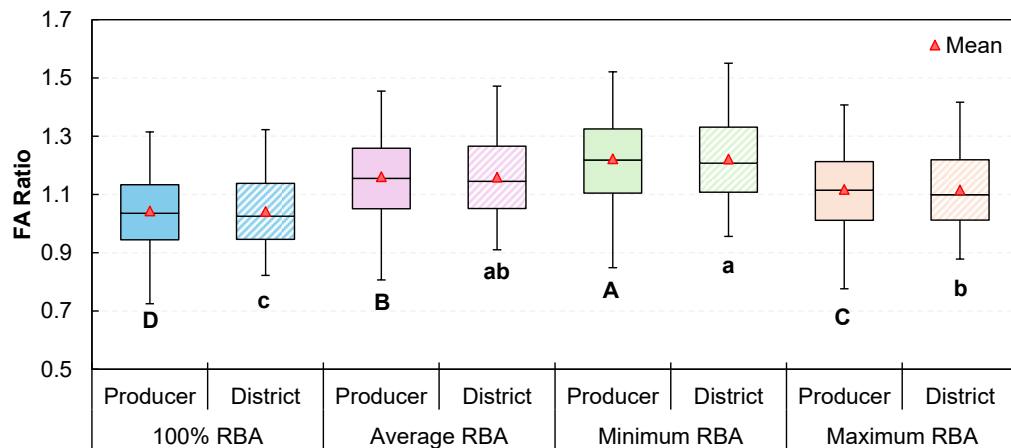 1.7
Mean
1.5
1.3
1.1
0.9
0.7
0.5
FA Ratio
D
c
B
ab
A
a
C
b
Producer District Producer District Producer District Producer District
100% RBA Average RBA Minimum RBA Maximum RBA